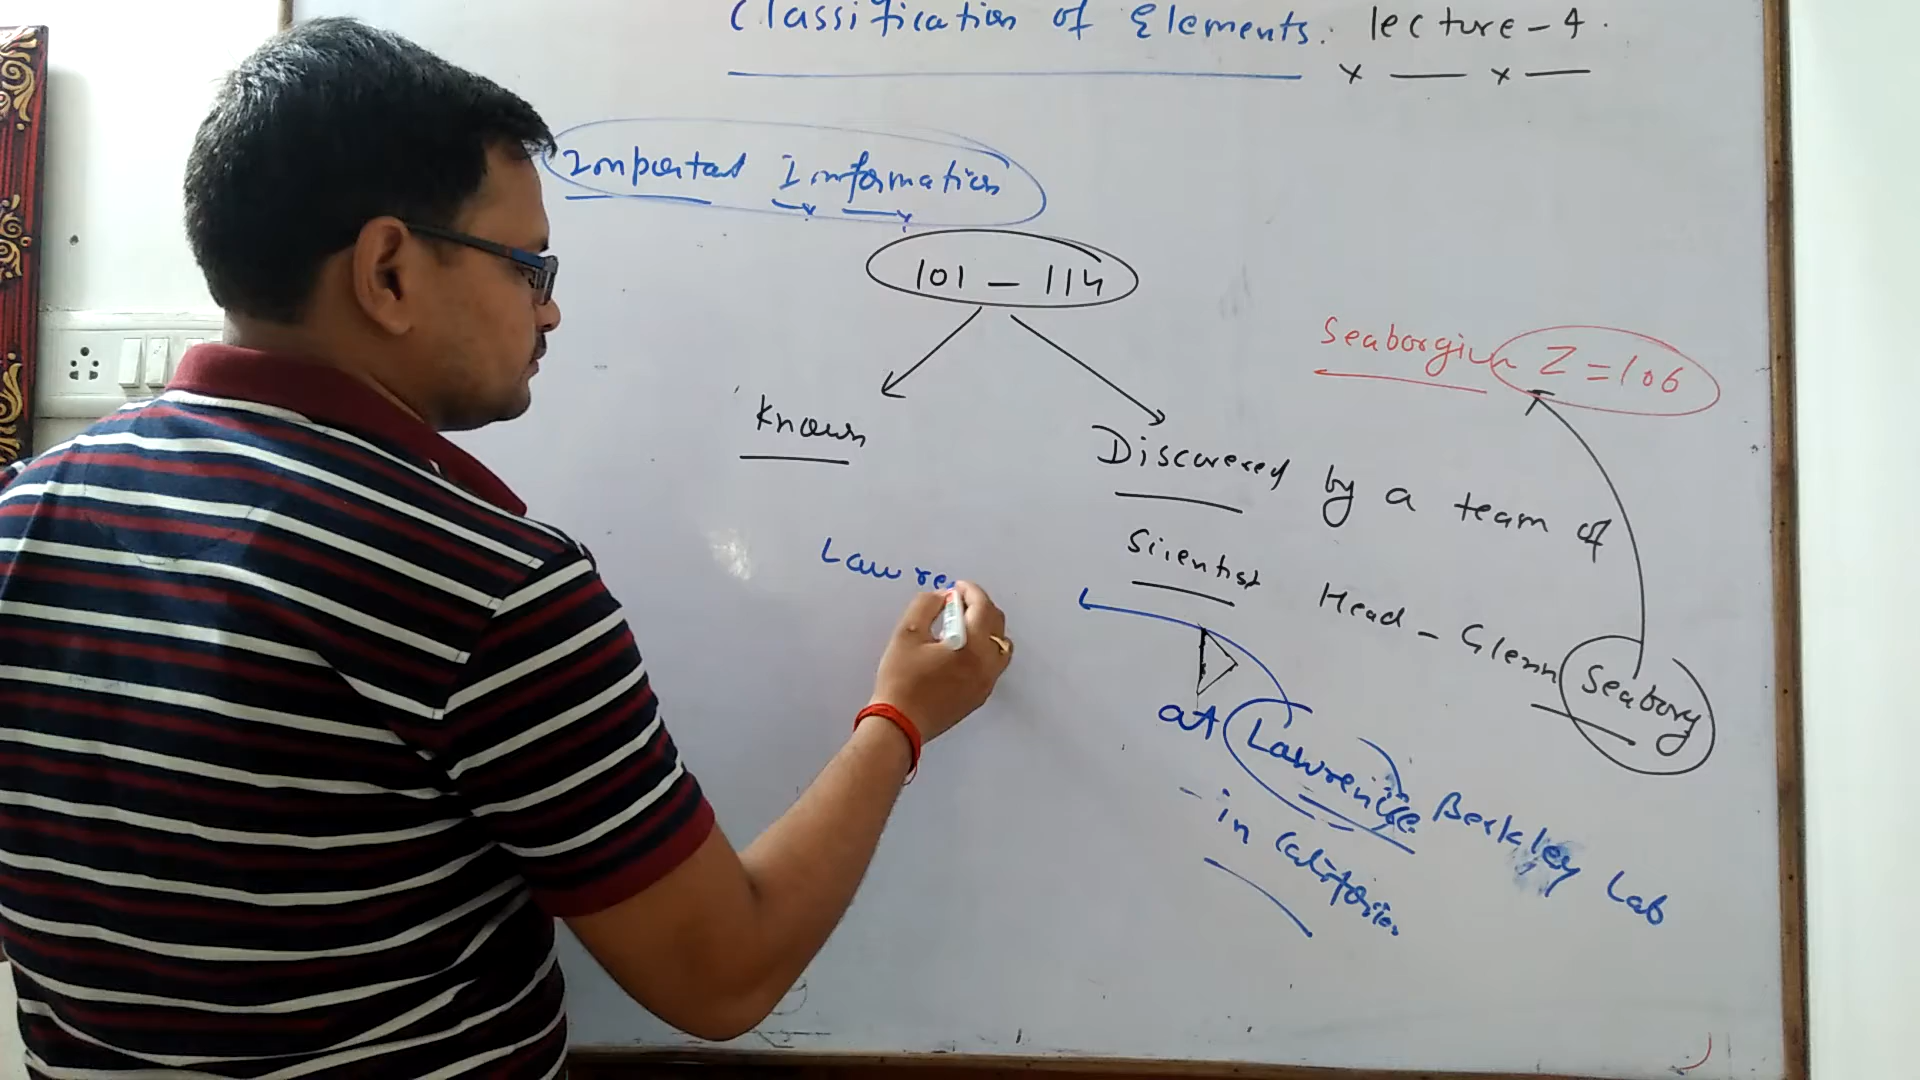 Classification of Elements. Lecture-4.
Important Information
101 – 114
Seaborgium Z = 106
Known
Discovered by a team of
Scientist Head – Glenn Seaborg
Lawre
at Lawrence Berkley Lab
- in California